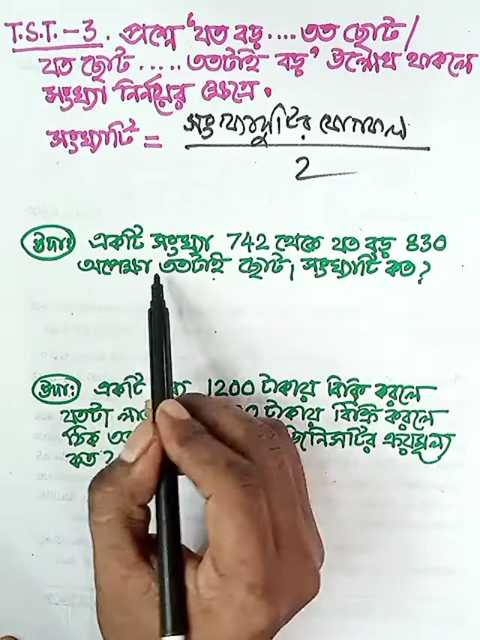 T.S.T.-3. প্রশ্নে 'যত বড়....তত ছোট/
যত ছোট.....ততটাই বড়' উল্লেখ থাকলে
সংখ্যা নির্নয়ের ক্ষেত্রে।
সংখ্যাটি = সংখ্যাদুটির যোগফল
2
উদা: একটি সংখ্যা 742 থেকে যত বড় 830
অপেক্ষা ততটাই ছোট, সংখ্যাটি কত?
উদা: একটি 1200 টাকায় বিক্রি করলে
যতটা টাকায় বিক্রি করলে
ঠিক জিনিসটির ক্রয়মূল্য
কত?